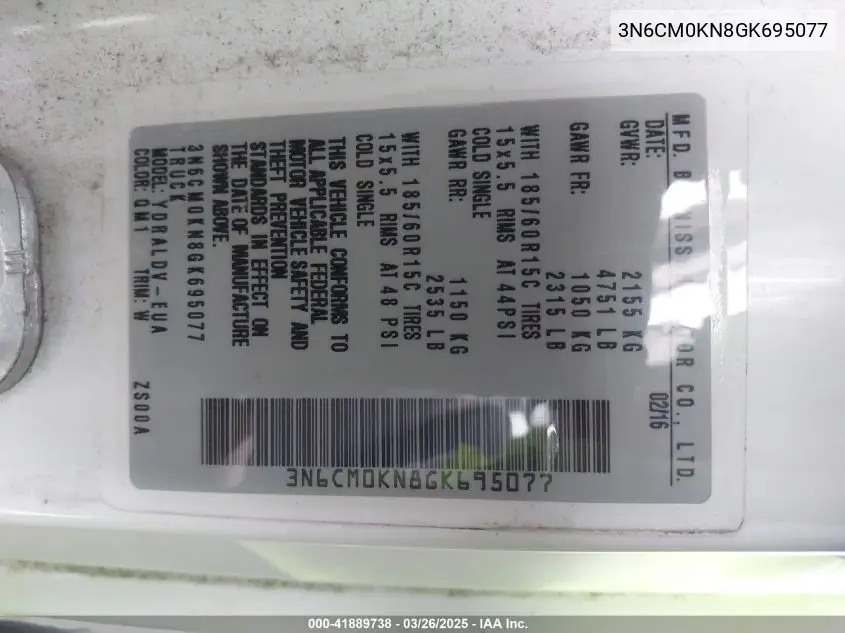 3N6CM0KN8GK695077
MFD. B NISS TOR CO., LTD.
DATE: 02/16
GVWR: 2155 KG
4751 LB
GAWR FR: 1050 KG
2315 LB
WITH 185/60R15C TIRES
15x5.5 RIMS AT 44PSI
COLD SINGLE
GAWR RR: 1150 KG
2535 LB
WITH 185/60R15C TIRES
15x5.5 RIMS AT 48 PSI
COLD SINGLE
THIS VEHICLE CONFORMS TO
ALL APPLICABLE FEDERAL
MOTOR VEHICLE SAFETY AND
THEFT PREVENTION
STANDARDS IN EFFECT ON
THE DATE OF MANUFACTURE
SHOWN ABOVE.
3N6CM0KN8GK695077
TRUCK
MODEL: YDRALDV-EUA
COLOR: QM1 TRIM: W ZS00A
3N6CM0KN8GK695077
000-41889738 - 03/26/2025 - IAA Inc.